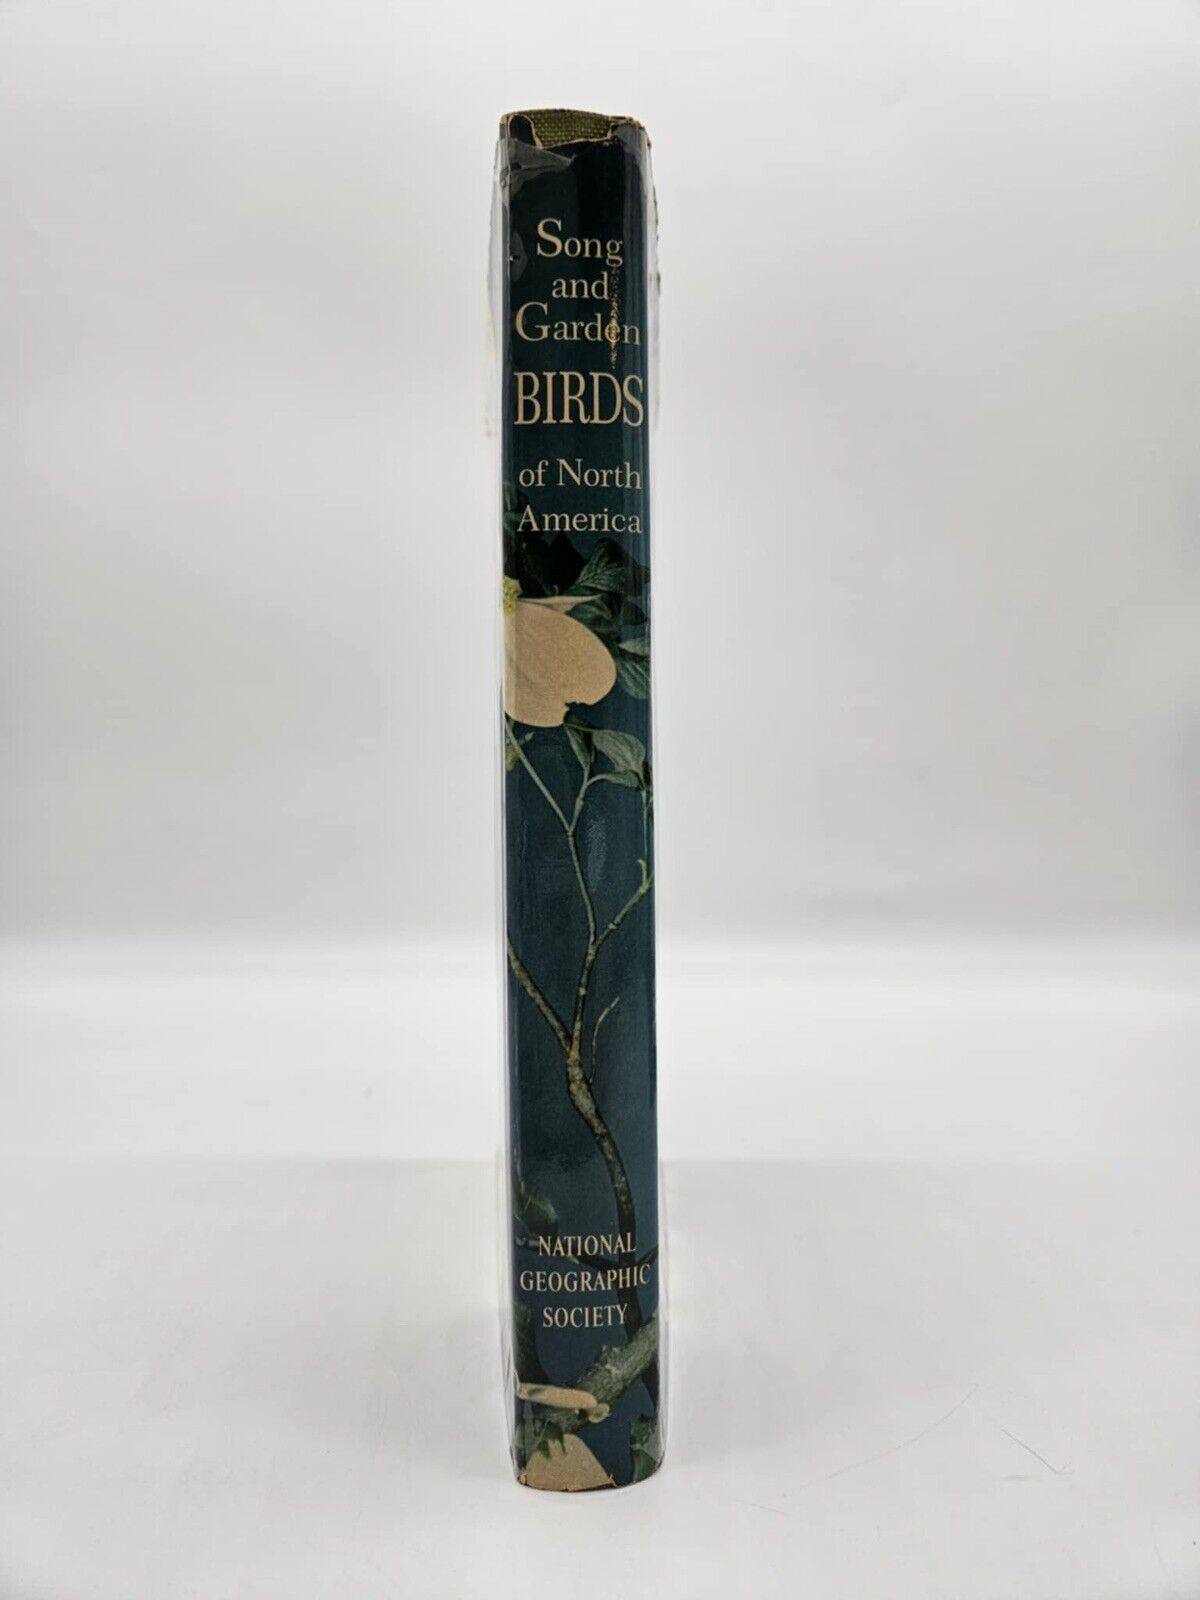 Song
and
Garden
BIRDS
of North
America
NATIONAL
GEOGRAPHIC
SOCIETY